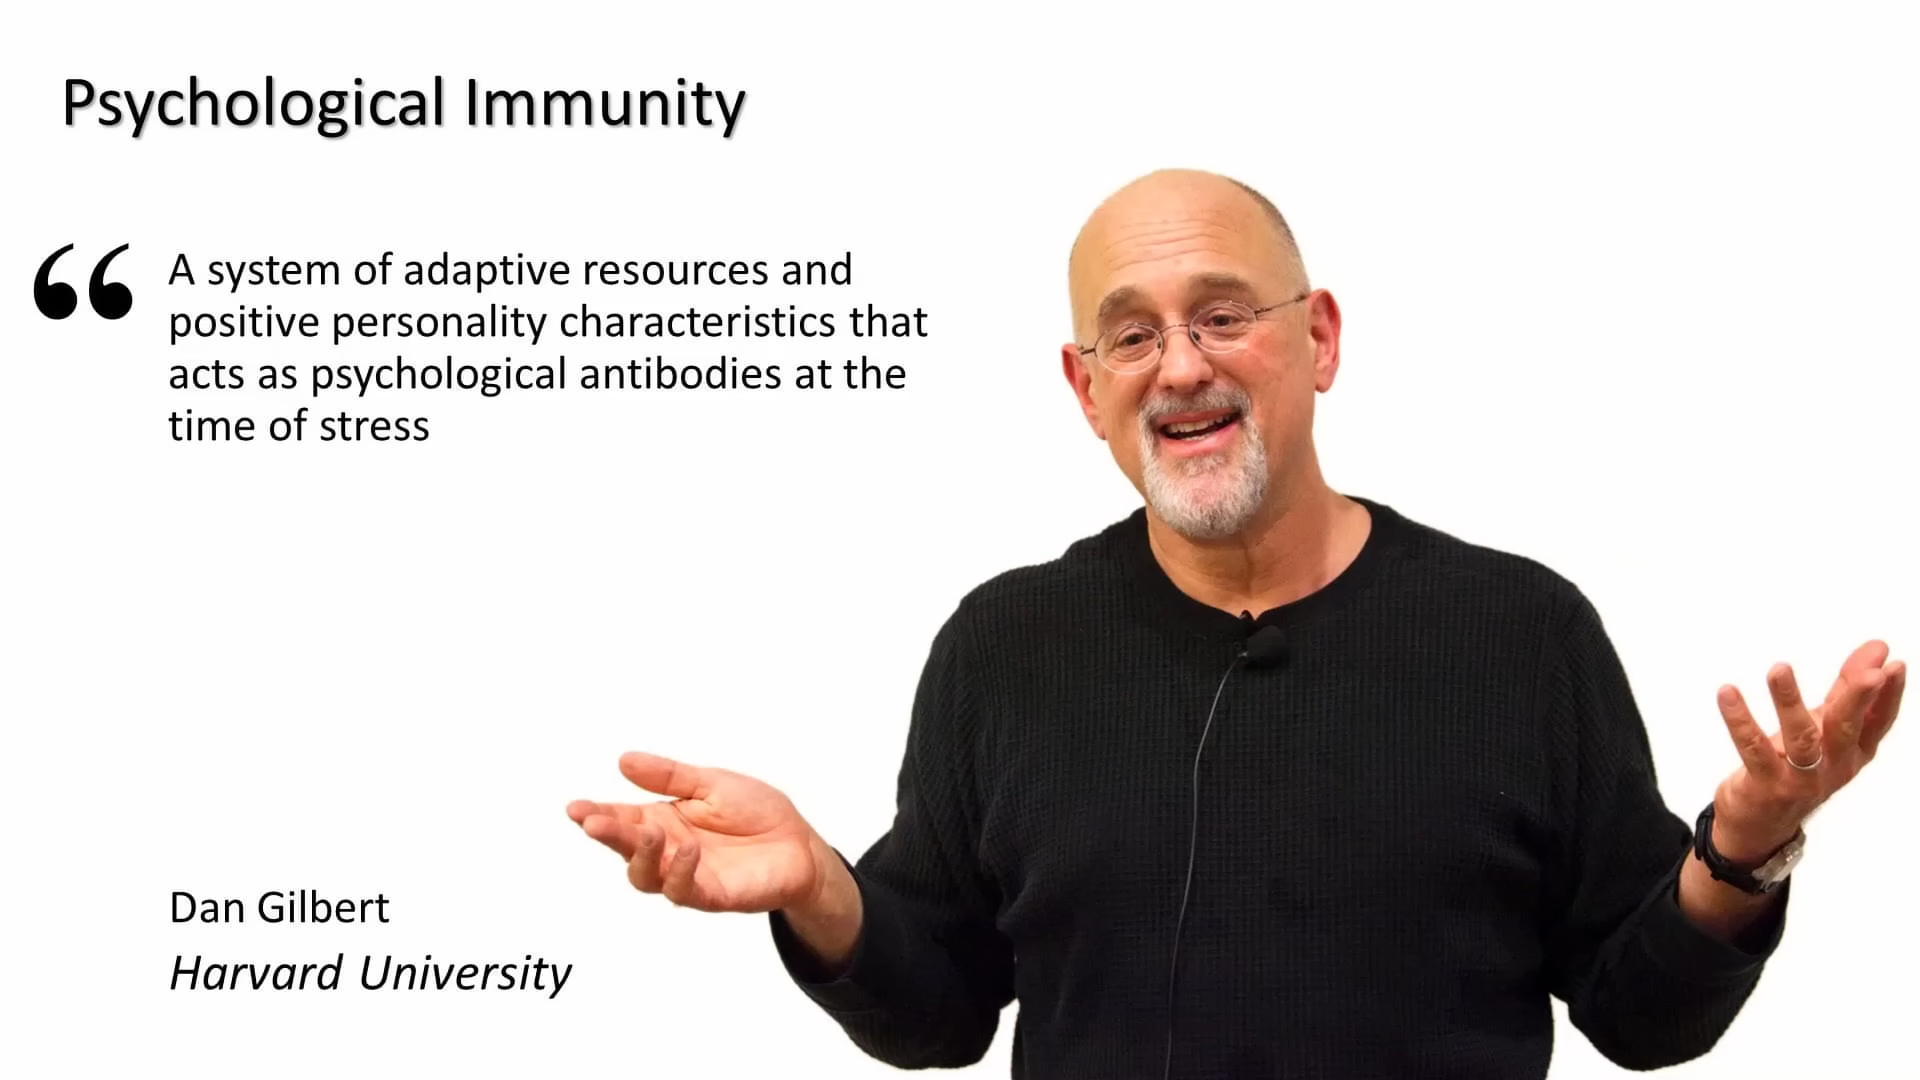 Psychological Immunity
“
A system of adaptive resources and
positive personality characteristics that
acts as psychological antibodies at the
time of stress
Dan Gilbert
Harvard University